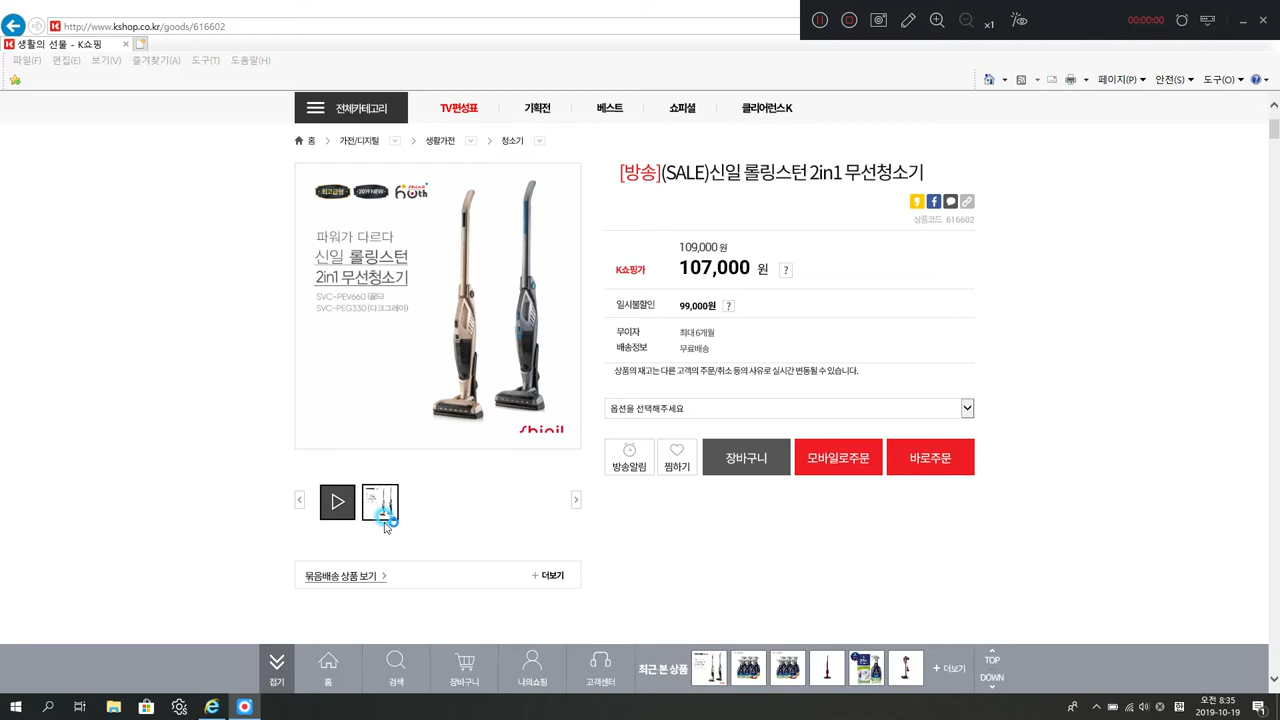 http://www.kshop.co.kr/goods/616602
00:00:00
x1
생활의 선물 - K쇼핑
파일(F) 편집(E) 보기(V) 즐겨찾기(A) 도구(T) 도움말(H)
페이지(P) 안전(S) 도구(O)
전체카테고리 TV편성표 기획전 베스트 쇼피셜 클리어런스K
홈 가전/디지털 생활가전 청소기
최고급형 2019 NEW Shinil 60th
파워가 다르다
신일 롤링스턴
2in1 무선청소기
SVC-PEV660 (골드)
SVC-PEG330 (다크그레이)
Shinil
[방송](SALE)신일 롤링스턴 2in1 무선청소기
상품코드 616602
109,000 원
K쇼핑가 107,000 원 ?
일시불할인 99,000원 ?
무이자 최대 6개월
배송정보 무료배송
상품의 재고는 다른 고객의 주문/취소 등의 사유로 실시간 변동될 수 있습니다.
옵션을 선택해주세요
방송알림 찜하기 장바구니 모바일로주문 바로주문
묶음배송 상품 보기 + 더보기
접기 홈 검색 장바구니 나의쇼핑 고객센터 최근 본 상품 + 더보기 TOP
DOWN
오전 8:35
2019-10-19